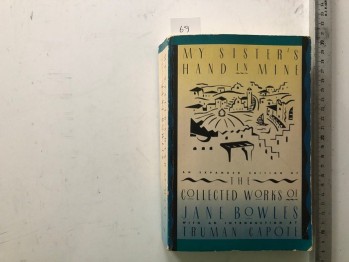 69
MY SISTER'S
HAND IN MINE
AN EXPANDED EDITION OF
THE
COLLECTED WORKS OF
JANE BOWLES
WITH AN INTRODUCTION BY
TRUMAN CAPOTE